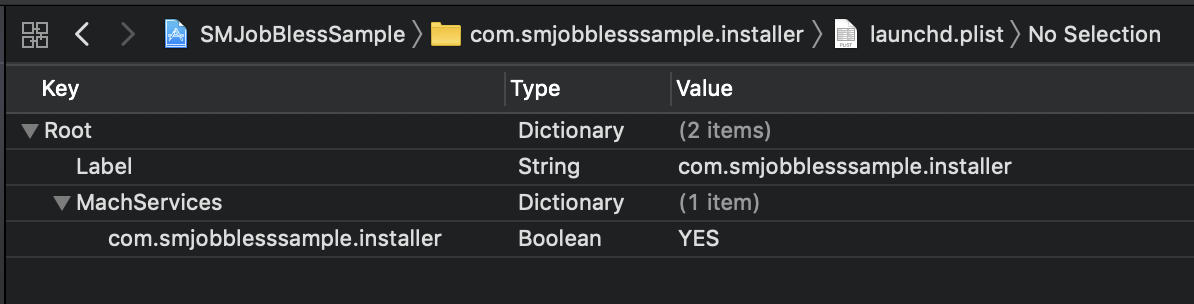 SMJobBlessSample com.smjobblesssample.installer launchd.plist No Selection
Key Type Value
Root Dictionary (2 items)
Label String com.smjobblesssample.installer
MachServices Dictionary (1 item)
com.smjobblesssample.installer Boolean YES